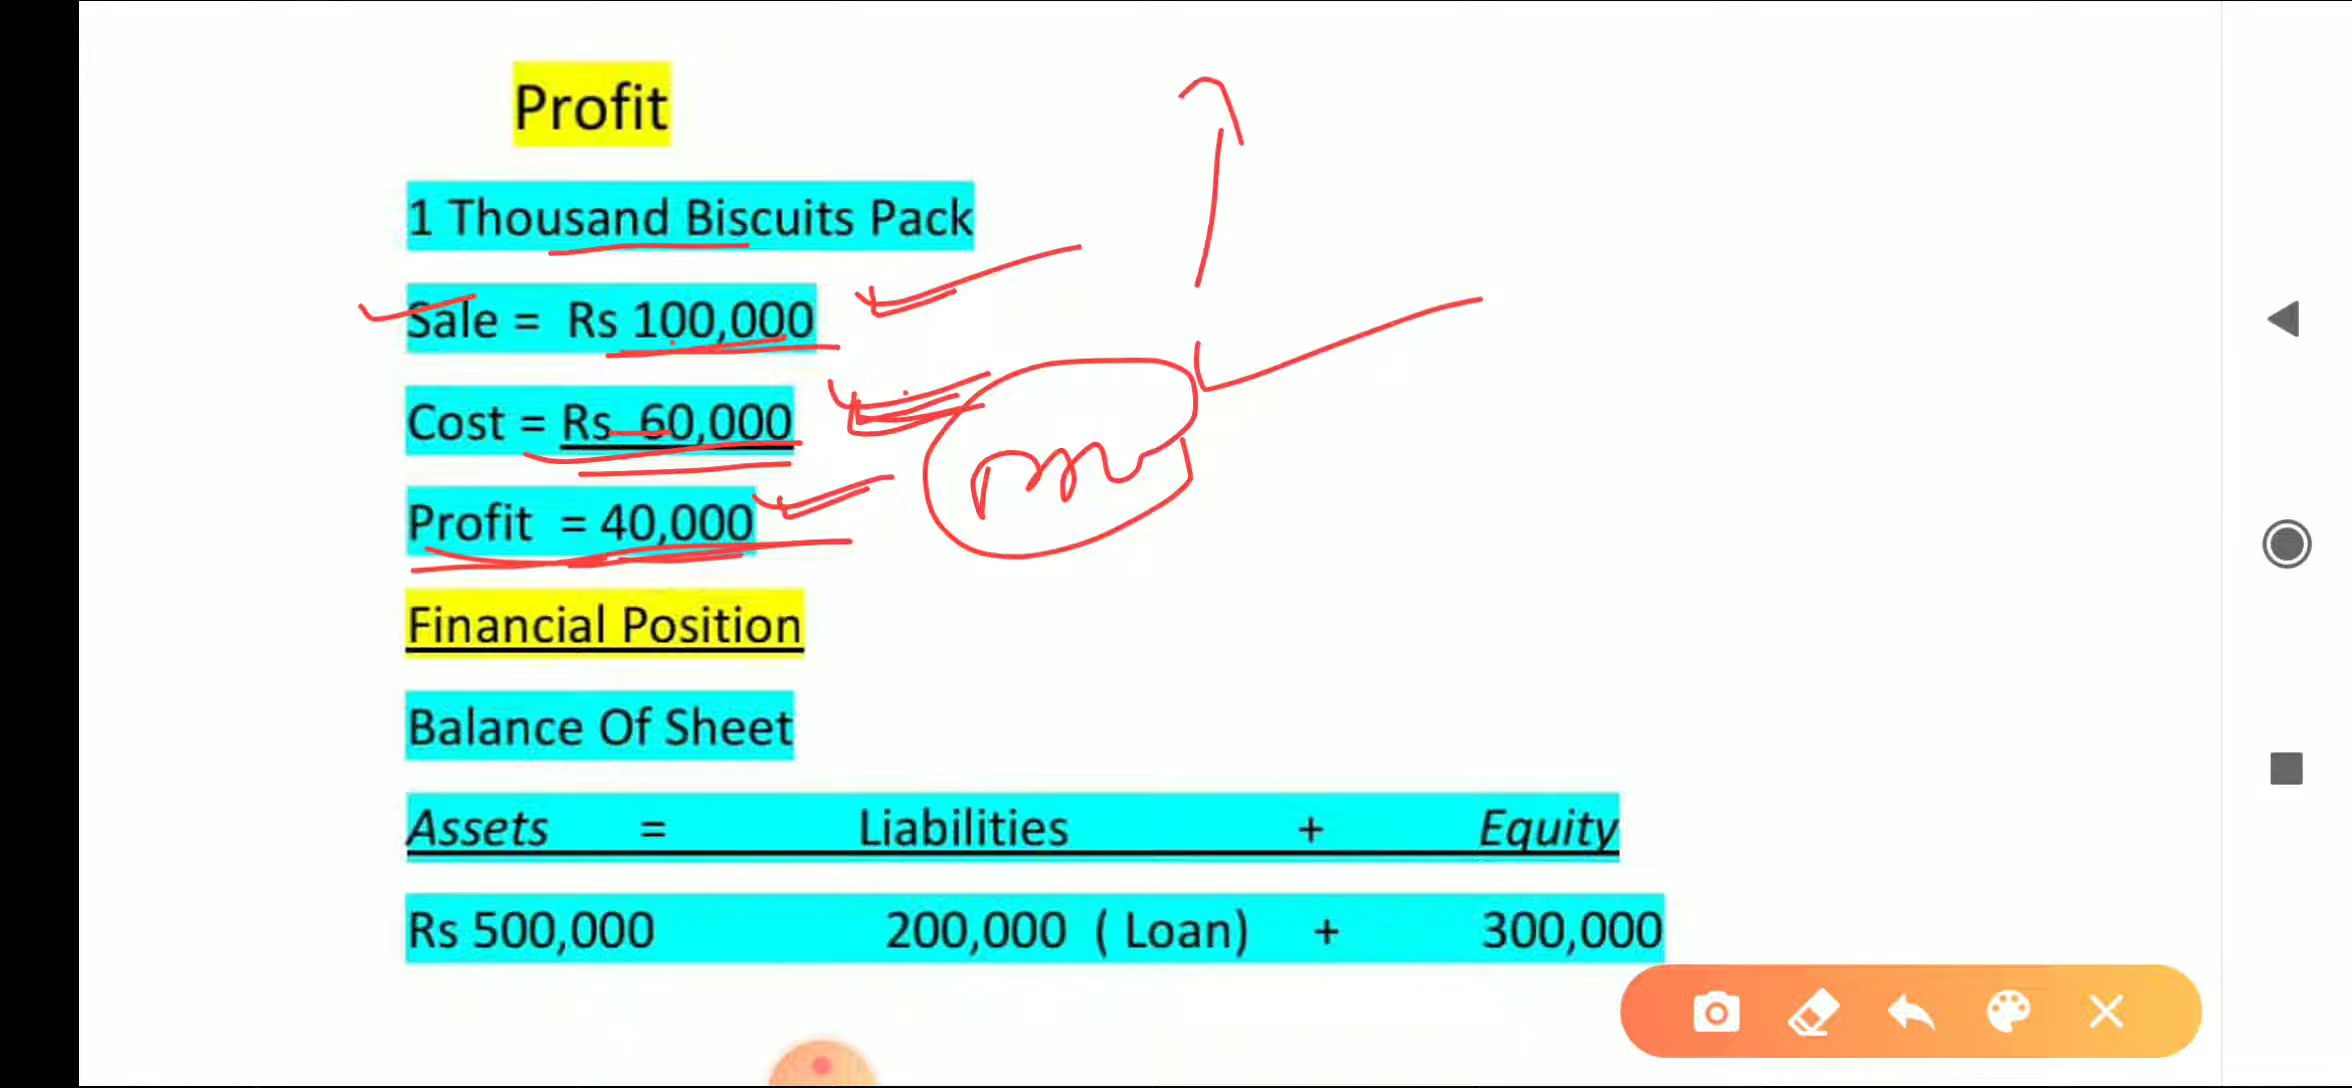 Profit
1 Thousand Biscuits Pack
Sale = Rs 100,000
Cost = Rs 60,000
Profit = 40,000
Financial Position
Balance Of Sheet
Assets = Liabilities + Equity
Rs 500,000 200,000 ( Loan) + 300,000